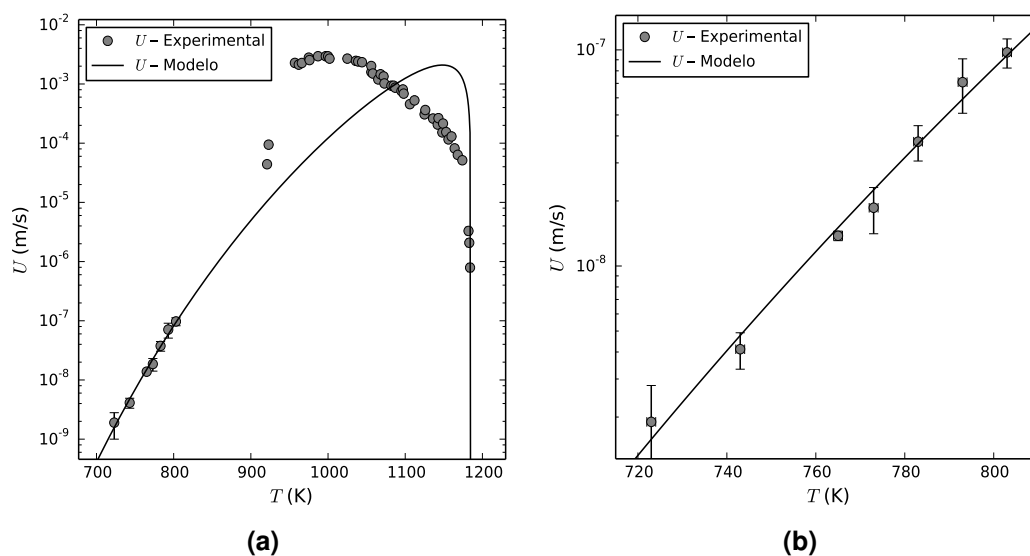 10^-2
10^-3
10^-4
10^-5
10^-6
10^-7
10^-8
10^-9
U (m/s)
U − Experimental
U − Modelo
700 800 900 1000 1100 1200
T (K)
(a)
10^-7
10^-8
U (m/s)
U − Experimental
U − Modelo
720 740 760 780 800
T (K)
(b)